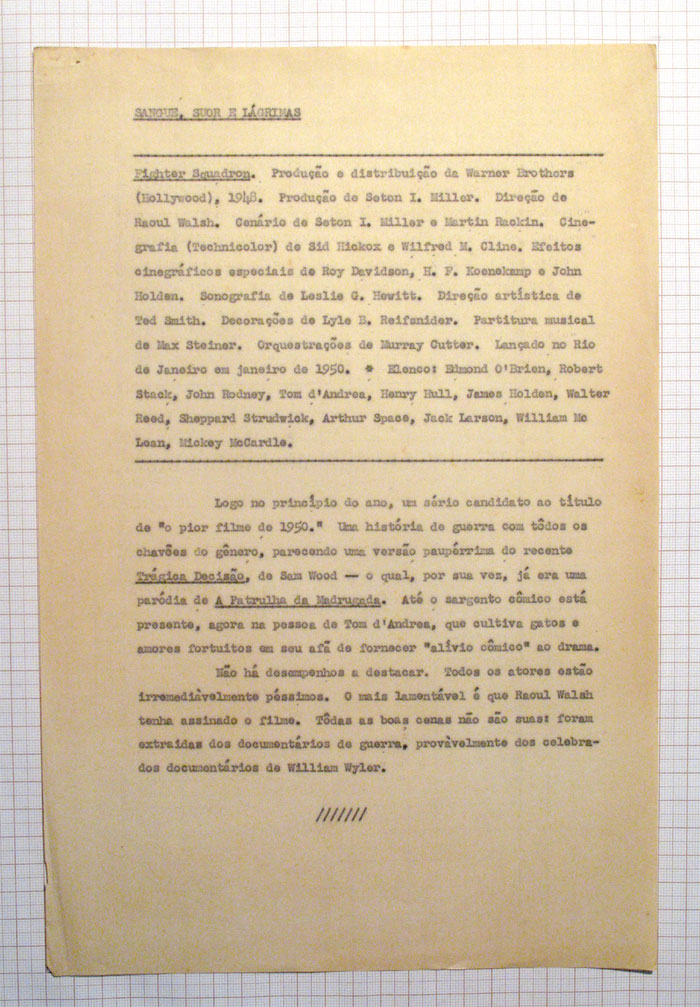 SANGUE, SUOR E LÁGRIMAS
Fighter Squadron. Produção e distribuição da Warner Brothers
(Hollywood), 1948. Produção de Seton I. Miller. Direção de
Raoul Walsh. Cenário de Seton I. Miller e Martin Rackin. Cine-
grafia (Technicolor) de Sid Hickox e Wilfred M. Cline. Efeitos
cinegráficos especiais de Roy Davidson, H. F. Koenekamp e John
Holden. Sonografia de Leslie G. Hewitt. Direção artística de
Ted Smith. Decorações de Lyle B. Reifsnider. Partitura musical
de Max Steiner. Orquestrações de Murray Cutter. Lançado no Rio
de Janeiro em janeiro de 1950. * Elenco: Edmond O'Brien, Robert
Stack, John Rodney, Tom d'Andrea, Henry Hull, James Holden, Walter
Reed, Sheppard Strudwick, Arthur Space, Jack Larson, William Mc
Lean, Mickey McCardle.
Logo no princípio do ano, um sério candidato ao título
de "o pior filme de 1950." Uma história de guerra com tôdos os
chavões do gênero, parecendo uma versão paupérrima do recente
Trágica Decisão, de Sam Wood — o qual, por sua vez, já era uma
paródia de A Patrulha da Madrugada. Até o sargento cômico está
presente, agora na pessoa de Tom d'Andrea, que cultiva gatos e
amores fortuitos em seu afã de fornecer "alívio cômico" ao drama.
Não há desempenhos a destacar. Todos os atores estão
irremediàvelmente péssimos. O mais lamentável é que Raoul Walsh
tenha assinado o filme. Tôdas as boas cenas não são suas: foram
extraidas dos documentários de guerra, provàvelmente dos celebra-
dos documentários de William Wyler.
///////